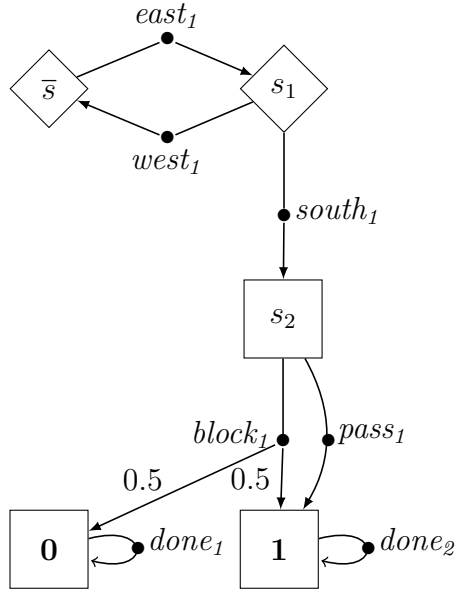 east₁
s̅ s₁
west₁
south₁
s₂
block₁ pass₁
0.5 0.5
0 done₁ 1 done₂